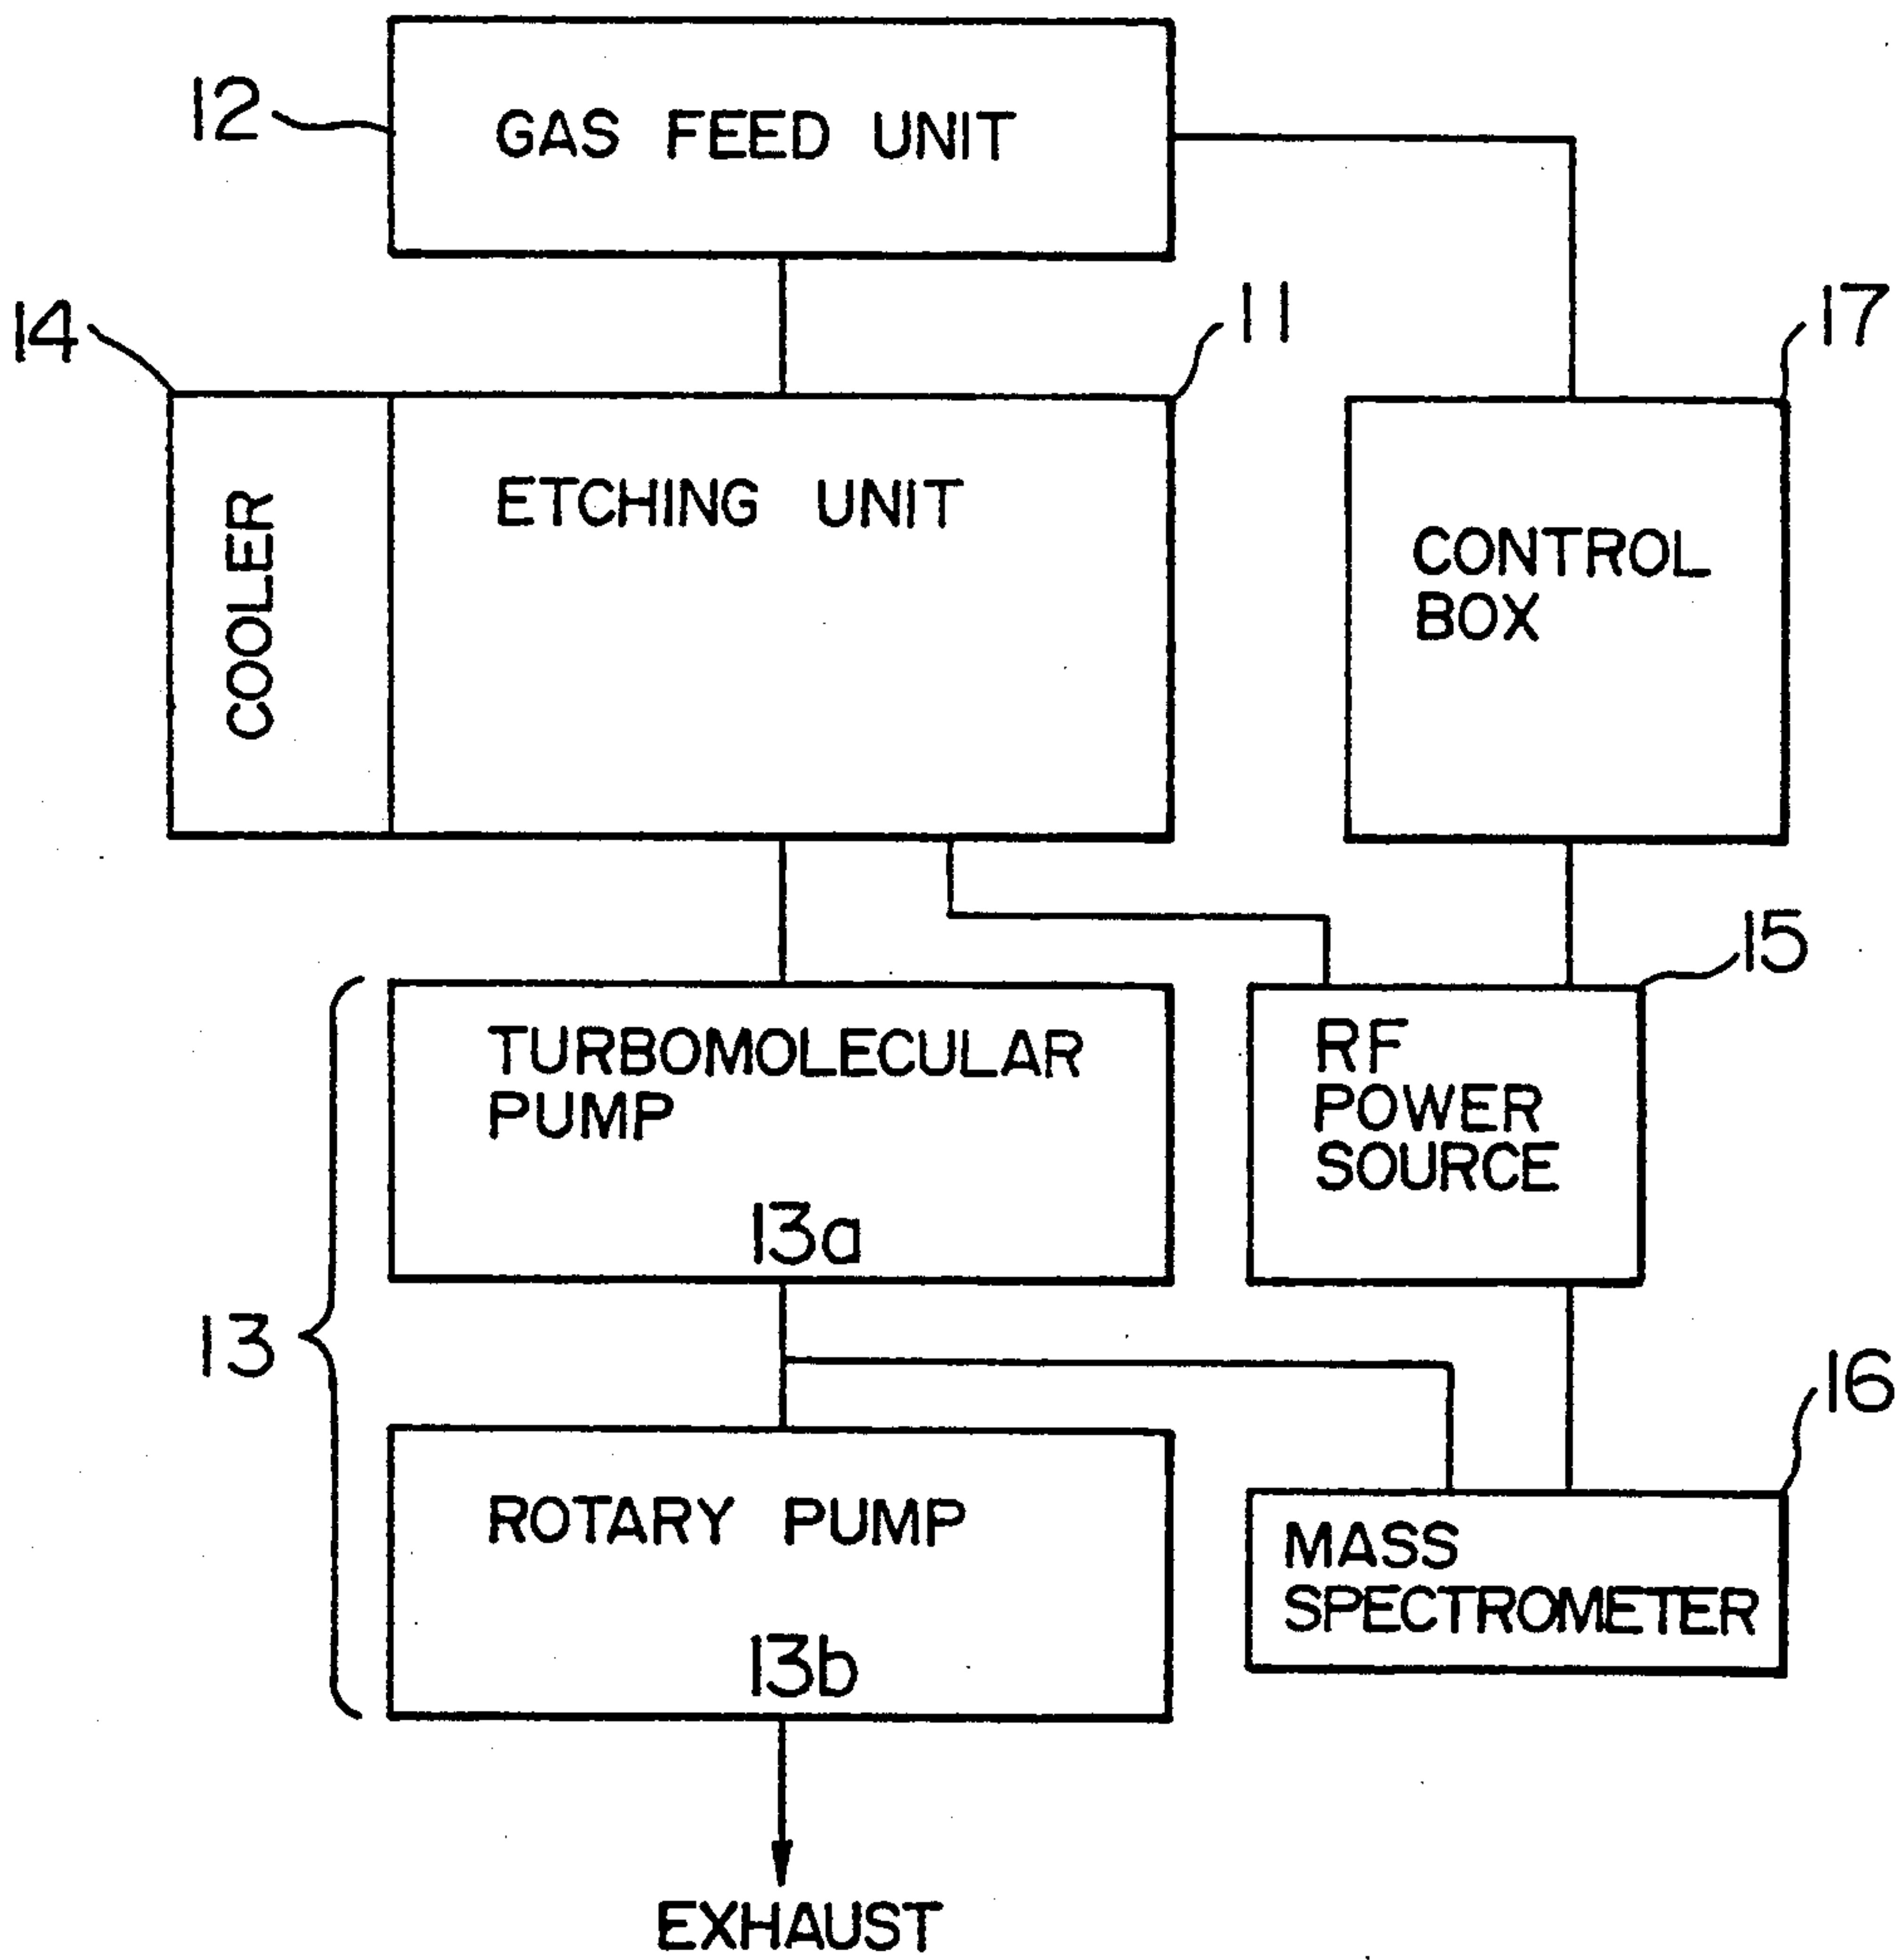 12
GAS FEED UNIT
14
11
17
COOLER
ETCHING UNIT
CONTROL
BOX
15
TURBOMOLECULAR
PUMP
13a
RF
POWER
SOURCE
13
16
ROTARY PUMP
13b
MASS
SPECTROMETER
EXHAUST